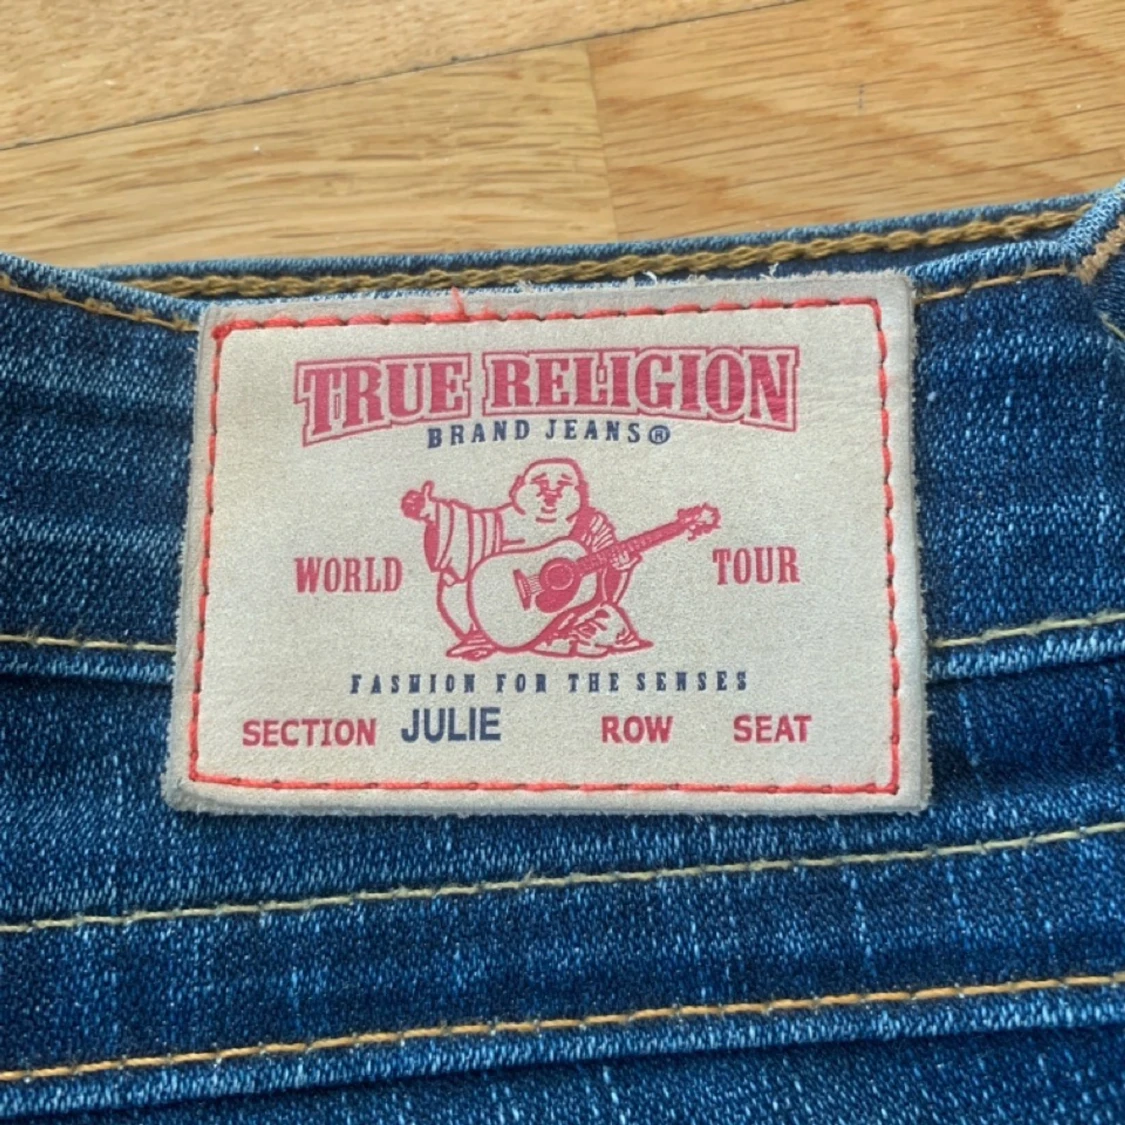 TRUE RELIGION
BRAND JEANS®
WORLD TOUR
FASHION FOR THE SENSES
SECTION JULIE ROW SEAT